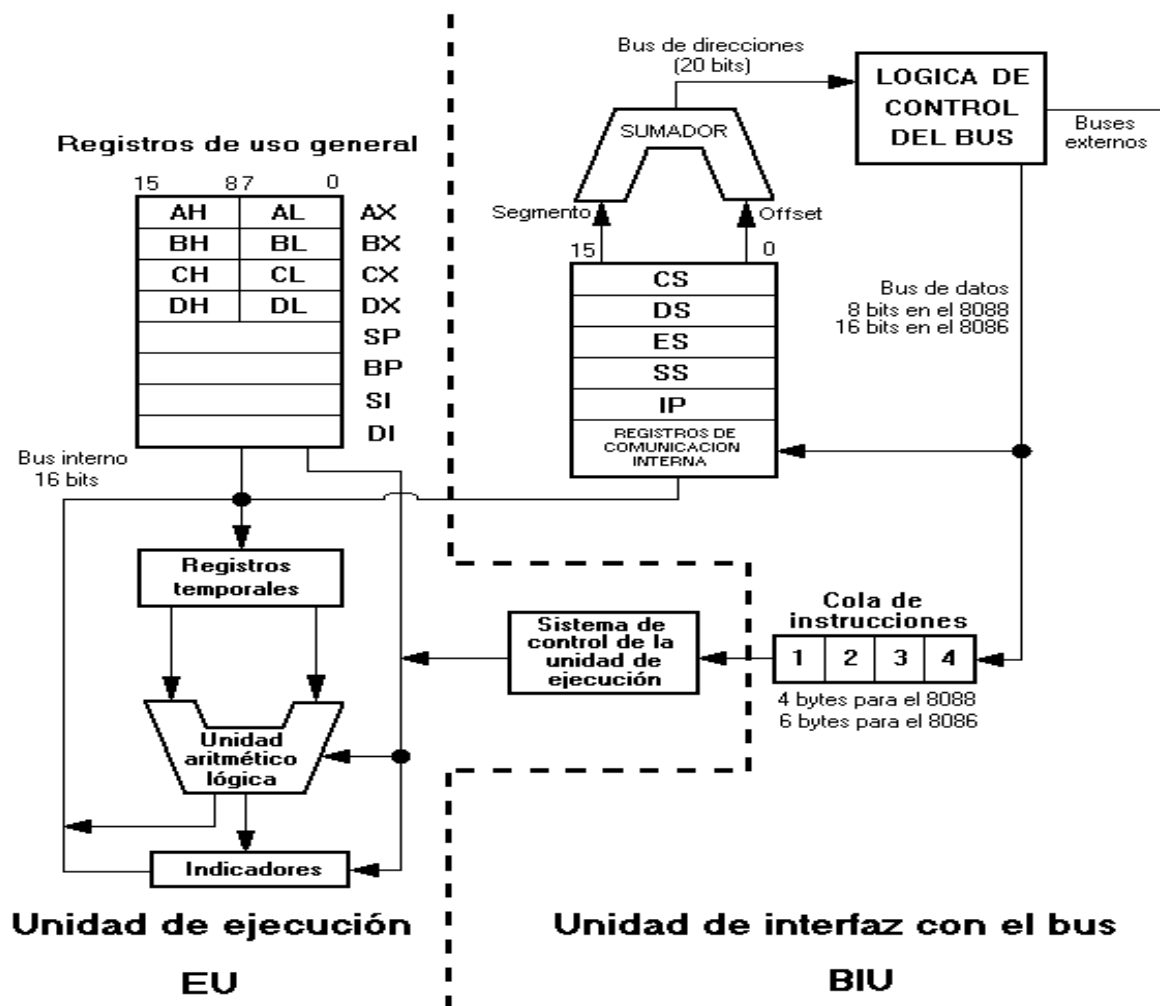 Bus de direcciones
(20 bits)
LOGICA DE
CONTROL
DEL BUS
Buses
externos
SUMADOR
Segmento
Offset
15
0
CS
DS
ES
SS
IP
REGISTROS DE
COMUNICACION
INTERNA
Bus de datos
8 bits en el 8088
16 bits en el 8086
Registros de uso general
15 8 7 0
AH AL AX
BH BL BX
CH CL CX
DH DL DX
SP
BP
SI
DI
Bus interno
16 bits
Registros
temporales
Unidad
aritmético
lógica
Indicadores
Sistema de
control de la
unidad de
ejecución
Cola de
instrucciones
1 2 3 4
4 bytes para el 8088
6 bytes para el 8086
Unidad de ejecución
EU
Unidad de interfaz con el bus
BIU